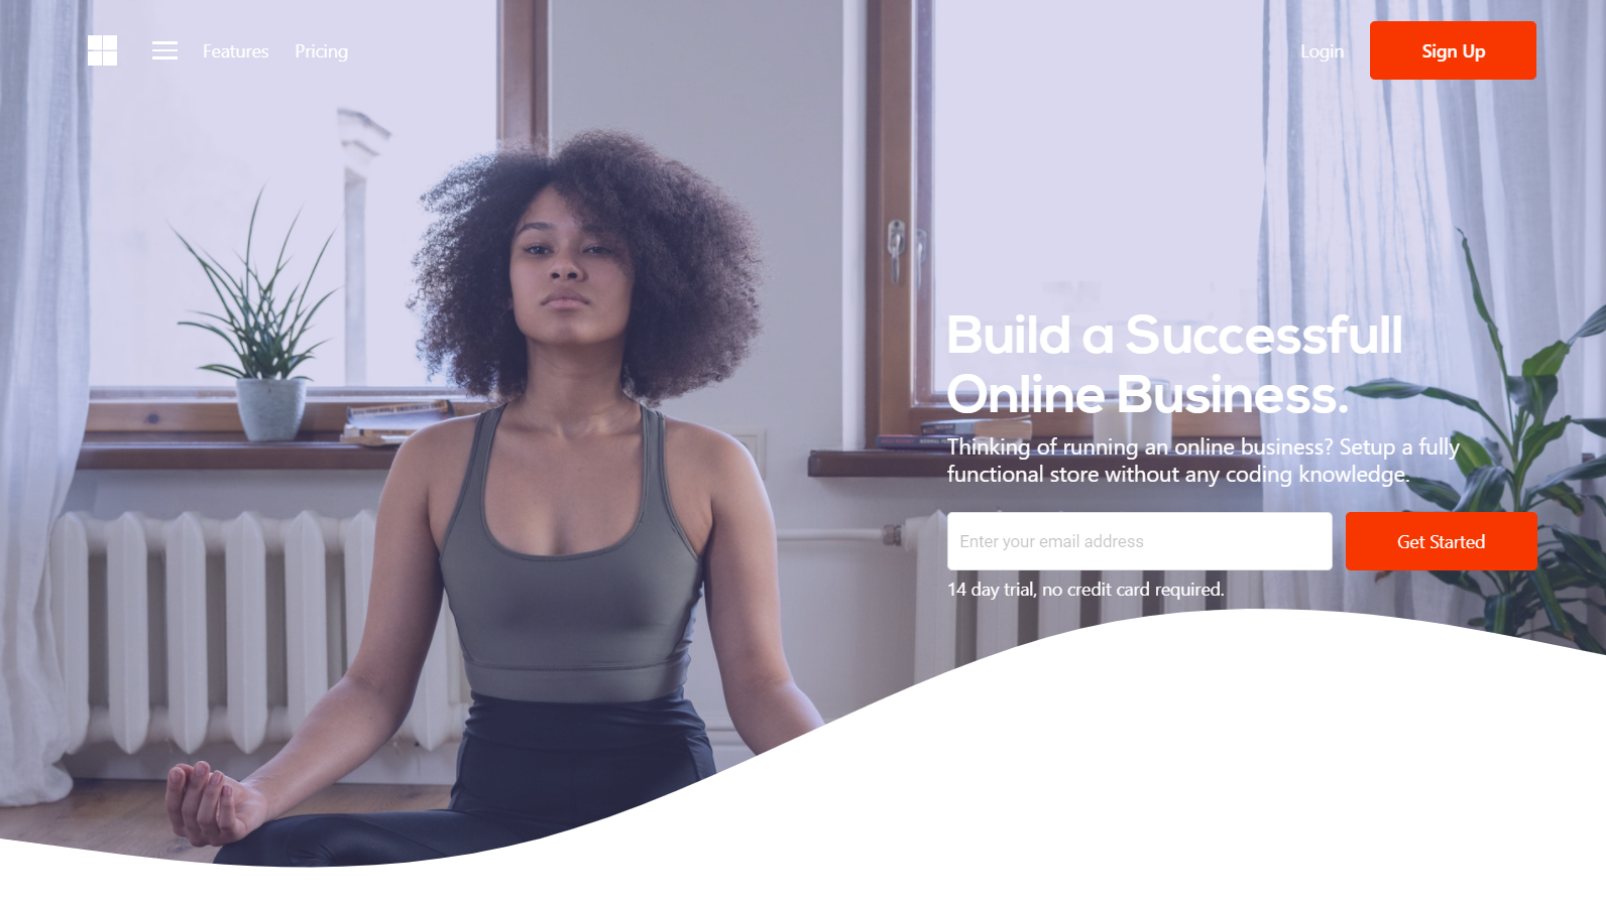 Features
Pricing
Login
Sign Up
Build a Successfull
Online Business.
Thinking of running an online business? Setup a fully
functional store without any coding knowledge.
Enter your email address
Get Started
14 day trial, no credit card required.